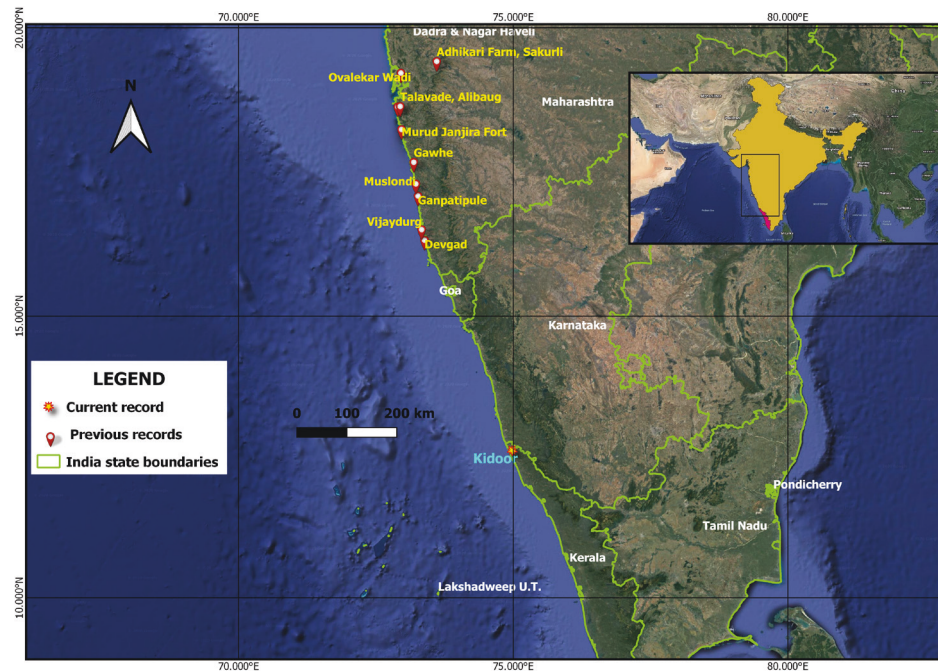 70.000°E
75.000°E
80.000°E
20.000°N
15.000°N
10.000°N
Dadra & Nagar Haveli
Adhikari Farm, Sakurli
Ovalekar Wadi
Maharashtra
Talavade, Alibaug
Murud Janjira Fort
Gawhe
Muslondi
Ganpatipule
Vijaydurg
Devgad
Goa
Karnataka
N
LEGEND
Current record
Previous records
India state boundaries
0 100 200 km
Kidoor
Pondicherry
Tamil Nadu
Kerala
Lakshadweep U.T.
70.000°E
75.000°E
80.000°E